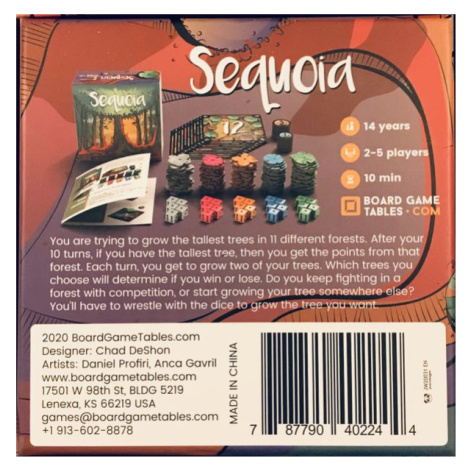 Sequoia
Sequoia
12
14 years
2-5 players
10 min
BOARD GAME
TABLES.COM
You are trying to grow the tallest trees in 11 different forests. After your
10 turns, if you have the tallest tree, then you get the points from that
forest. Each turn, you get to grow two of your trees. Which trees you
choose will determine if you win or lose. Do you keep fighting in a
forest with competition, or start growing your tree somewhere else?
You'll have to wrestle with the dice to grow the tree you want.
2020 BoardGameTables.com
Designer: Chad DeShon
Artists: Daniel Profiri, Anca Gavril
www.boardgametables.com
17501 W 98th St, BLDG 5219
Lenexa, KS 66219 USA
games@boardgametables.com
+1 913-602-8878
MADE IN CHINA
7 87790 40224 4